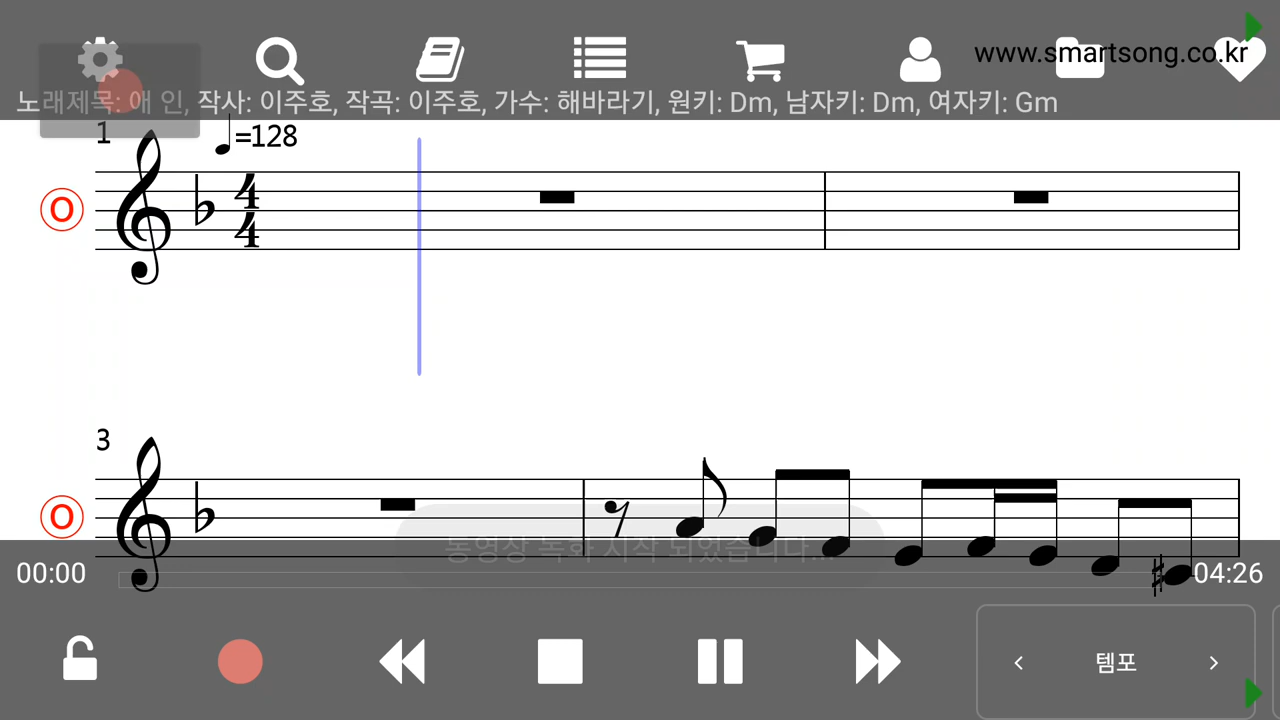 www.smartsong.co.kr
노래제목: 애 인, 작사: 이주호, 작곡: 이주호, 가수: 해바라기, 원키: Dm, 남자키: Dm, 여자키: Gm
1
=128
4
4
O
3
O
동영상 녹화 시작 되었습니다...
00:00
04:26
템포